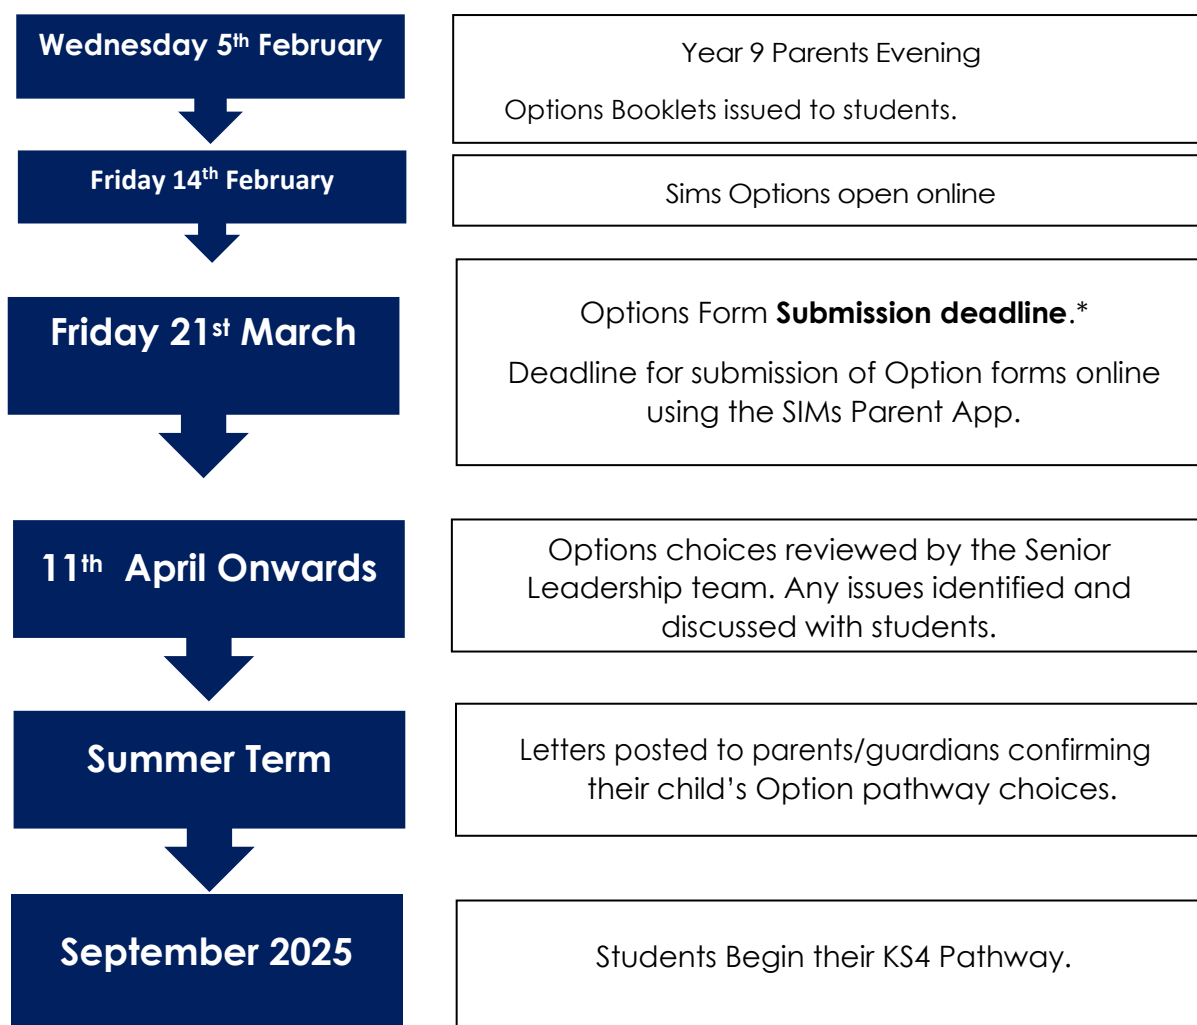 Wednesday 5th February
Year 9 Parents Evening
Options Booklets issued to students.
Friday 14th February
Sims Options open online
Friday 21st March
Options Form Submission deadline.*
Deadline for submission of Option forms online
using the SIMs Parent App.
11th April Onwards
Options choices reviewed by the Senior
Leadership team. Any issues identified and
discussed with students.
Summer Term
Letters posted to parents/guardians confirming
their child’s Option pathway choices.
September 2025
Students Begin their KS4 Pathway.